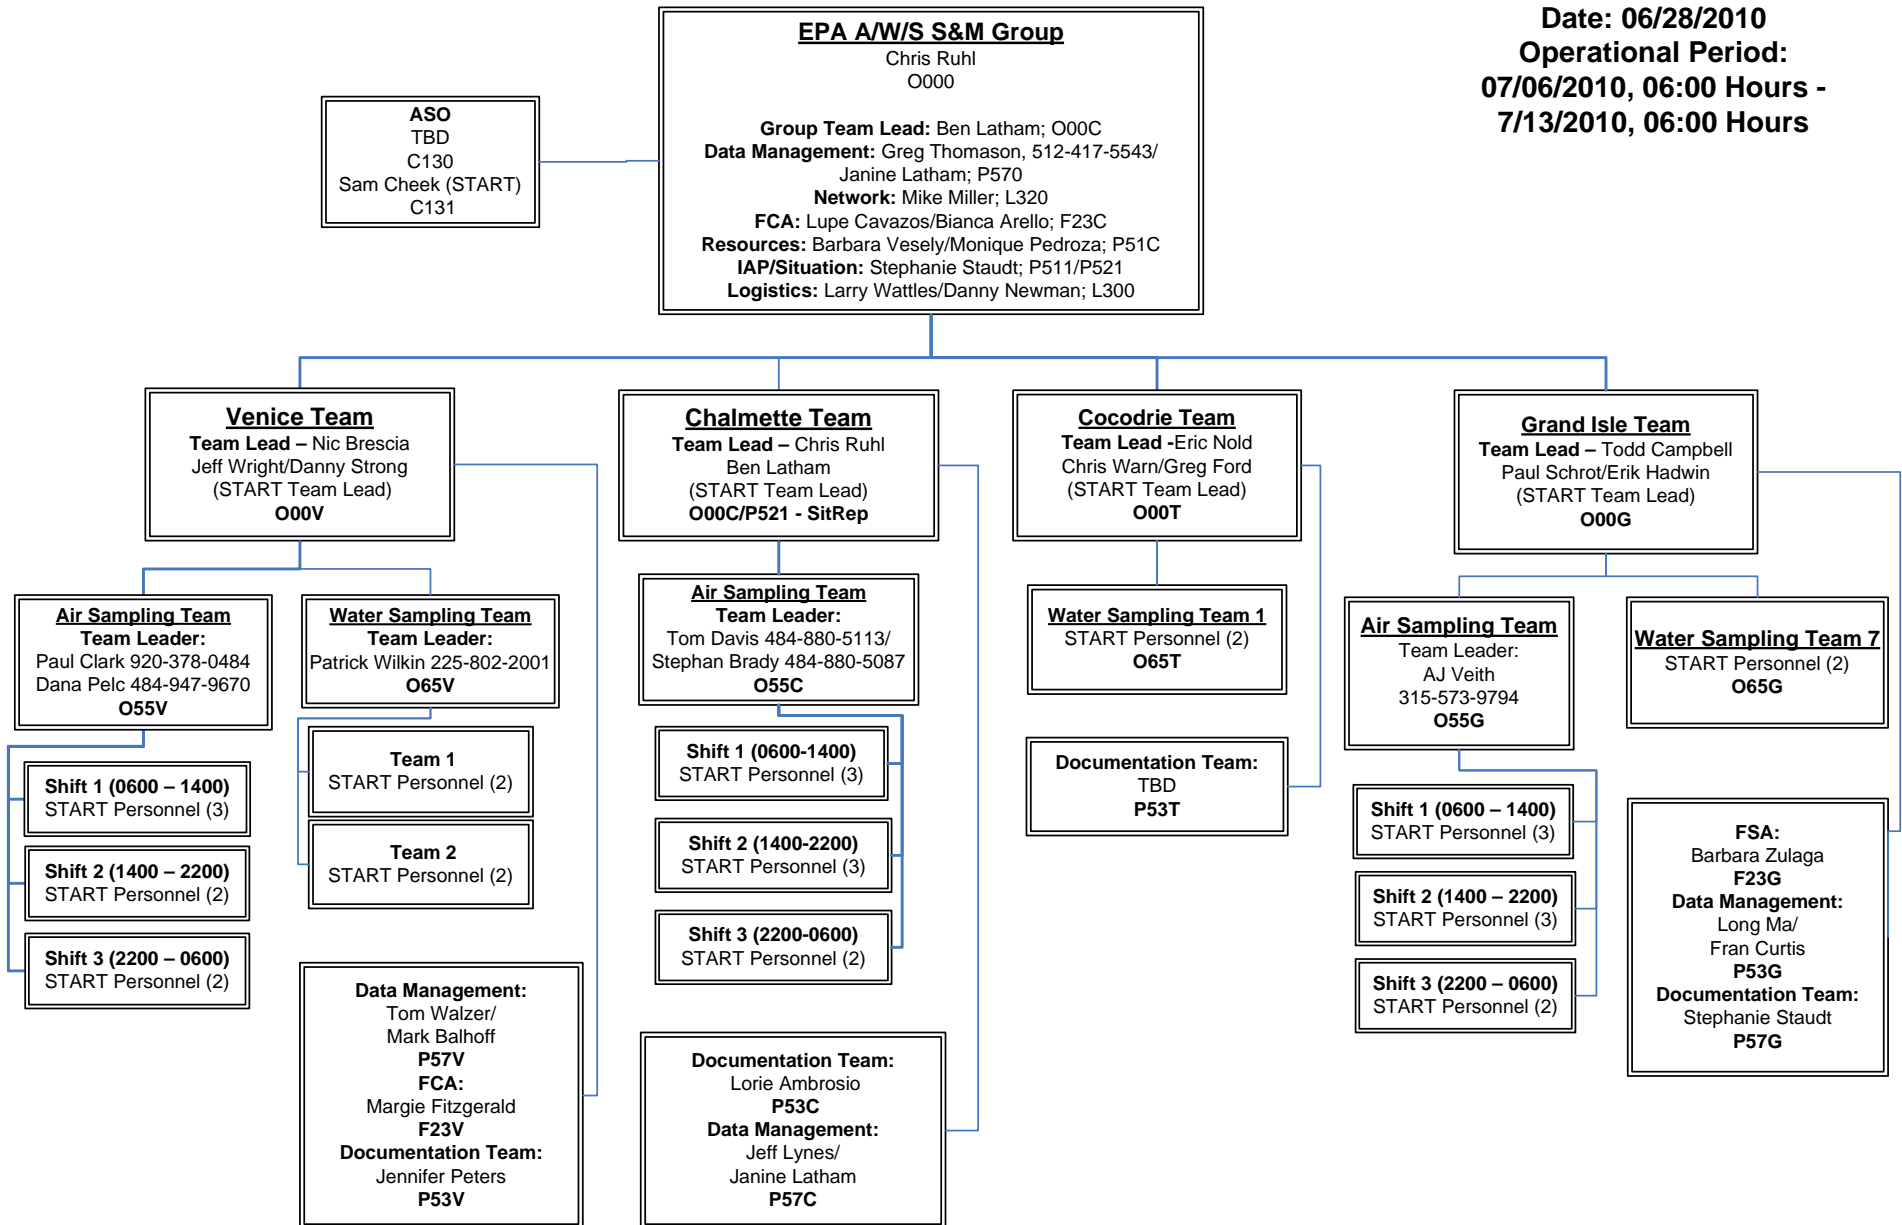 Date: 06/28/2010
Operational Period:
07/06/2010, 06:00 Hours -
7/13/2010, 06:00 Hours
EPA A/W/S S&M Group
Chris Ruhl
O000
Group Team Lead: Ben Latham; O00C
Data Management: Greg Thomason, 512-417-5543/
Janine Latham; P570
Network: Mike Miller; L320
FCA: Lupe Cavazos/Bianca Arello; F23C
Resources: Barbara Vesely/Monique Pedroza; P51C
IAP/Situation: Stephanie Staudt; P511/P521
Logistics: Larry Wattles/Danny Newman; L300
ASO
TBD
C130
Sam Cheek (START)
C131
Venice Team
Team Lead – Nic Brescia
Jeff Wright/Danny Strong
(START Team Lead)
O00V
Air Sampling Team
Team Leader:
Paul Clark 920-378-0484
Dana Pelc 484-947-9670
O55V
Shift 1 (0600 – 1400)
START Personnel (3)
Shift 2 (1400 – 2200)
START Personnel (2)
Shift 3 (2200 – 0600)
START Personnel (2)
Water Sampling Team
Team Leader:
Patrick Wilkin 225-802-2001
O65V
Team 1
START Personnel (2)
Team 2
START Personnel (2)
Data Management:
Tom Walzer/
Mark Balhoff
P57V
FCA:
Margie Fitzgerald
F23V
Documentation Team:
Jennifer Peters
P53V
Chalmette Team
Team Lead – Chris Ruhl
Ben Latham
(START Team Lead)
O00C/P521 - SitRep
Air Sampling Team
Team Leader:
Tom Davis 484-880-5113/
Stephan Brady 484-880-5087
O55C
Shift 1 (0600-1400)
START Personnel (3)
Shift 2 (1400-2200)
START Personnel (3)
Shift 3 (2200-0600)
START Personnel (2)
Documentation Team:
Lorie Ambrosio
P53C
Data Management:
Jeff Lynes/
Janine Latham
P57C
Cocodrie Team
Team Lead -Eric Nold
Chris Warn/Greg Ford
(START Team Lead)
O00T
Water Sampling Team 1
START Personnel (2)
O65T
Documentation Team:
TBD
P53T
Grand Isle Team
Team Lead – Todd Campbell
Paul Schrot/Erik Hadwin
(START Team Lead)
O00G
Air Sampling Team
Team Leader:
AJ Veith
315-573-9794
O55G
Shift 1 (0600 – 1400)
START Personnel (3)
Shift 2 (1400 – 2200)
START Personnel (3)
Shift 3 (2200 – 0600)
START Personnel (2)
Water Sampling Team 7
START Personnel (2)
O65G
FSA:
Barbara Zulaga
F23G
Data Management:
Long Ma/
Fran Curtis
P53G
Documentation Team:
Stephanie Staudt
P57G